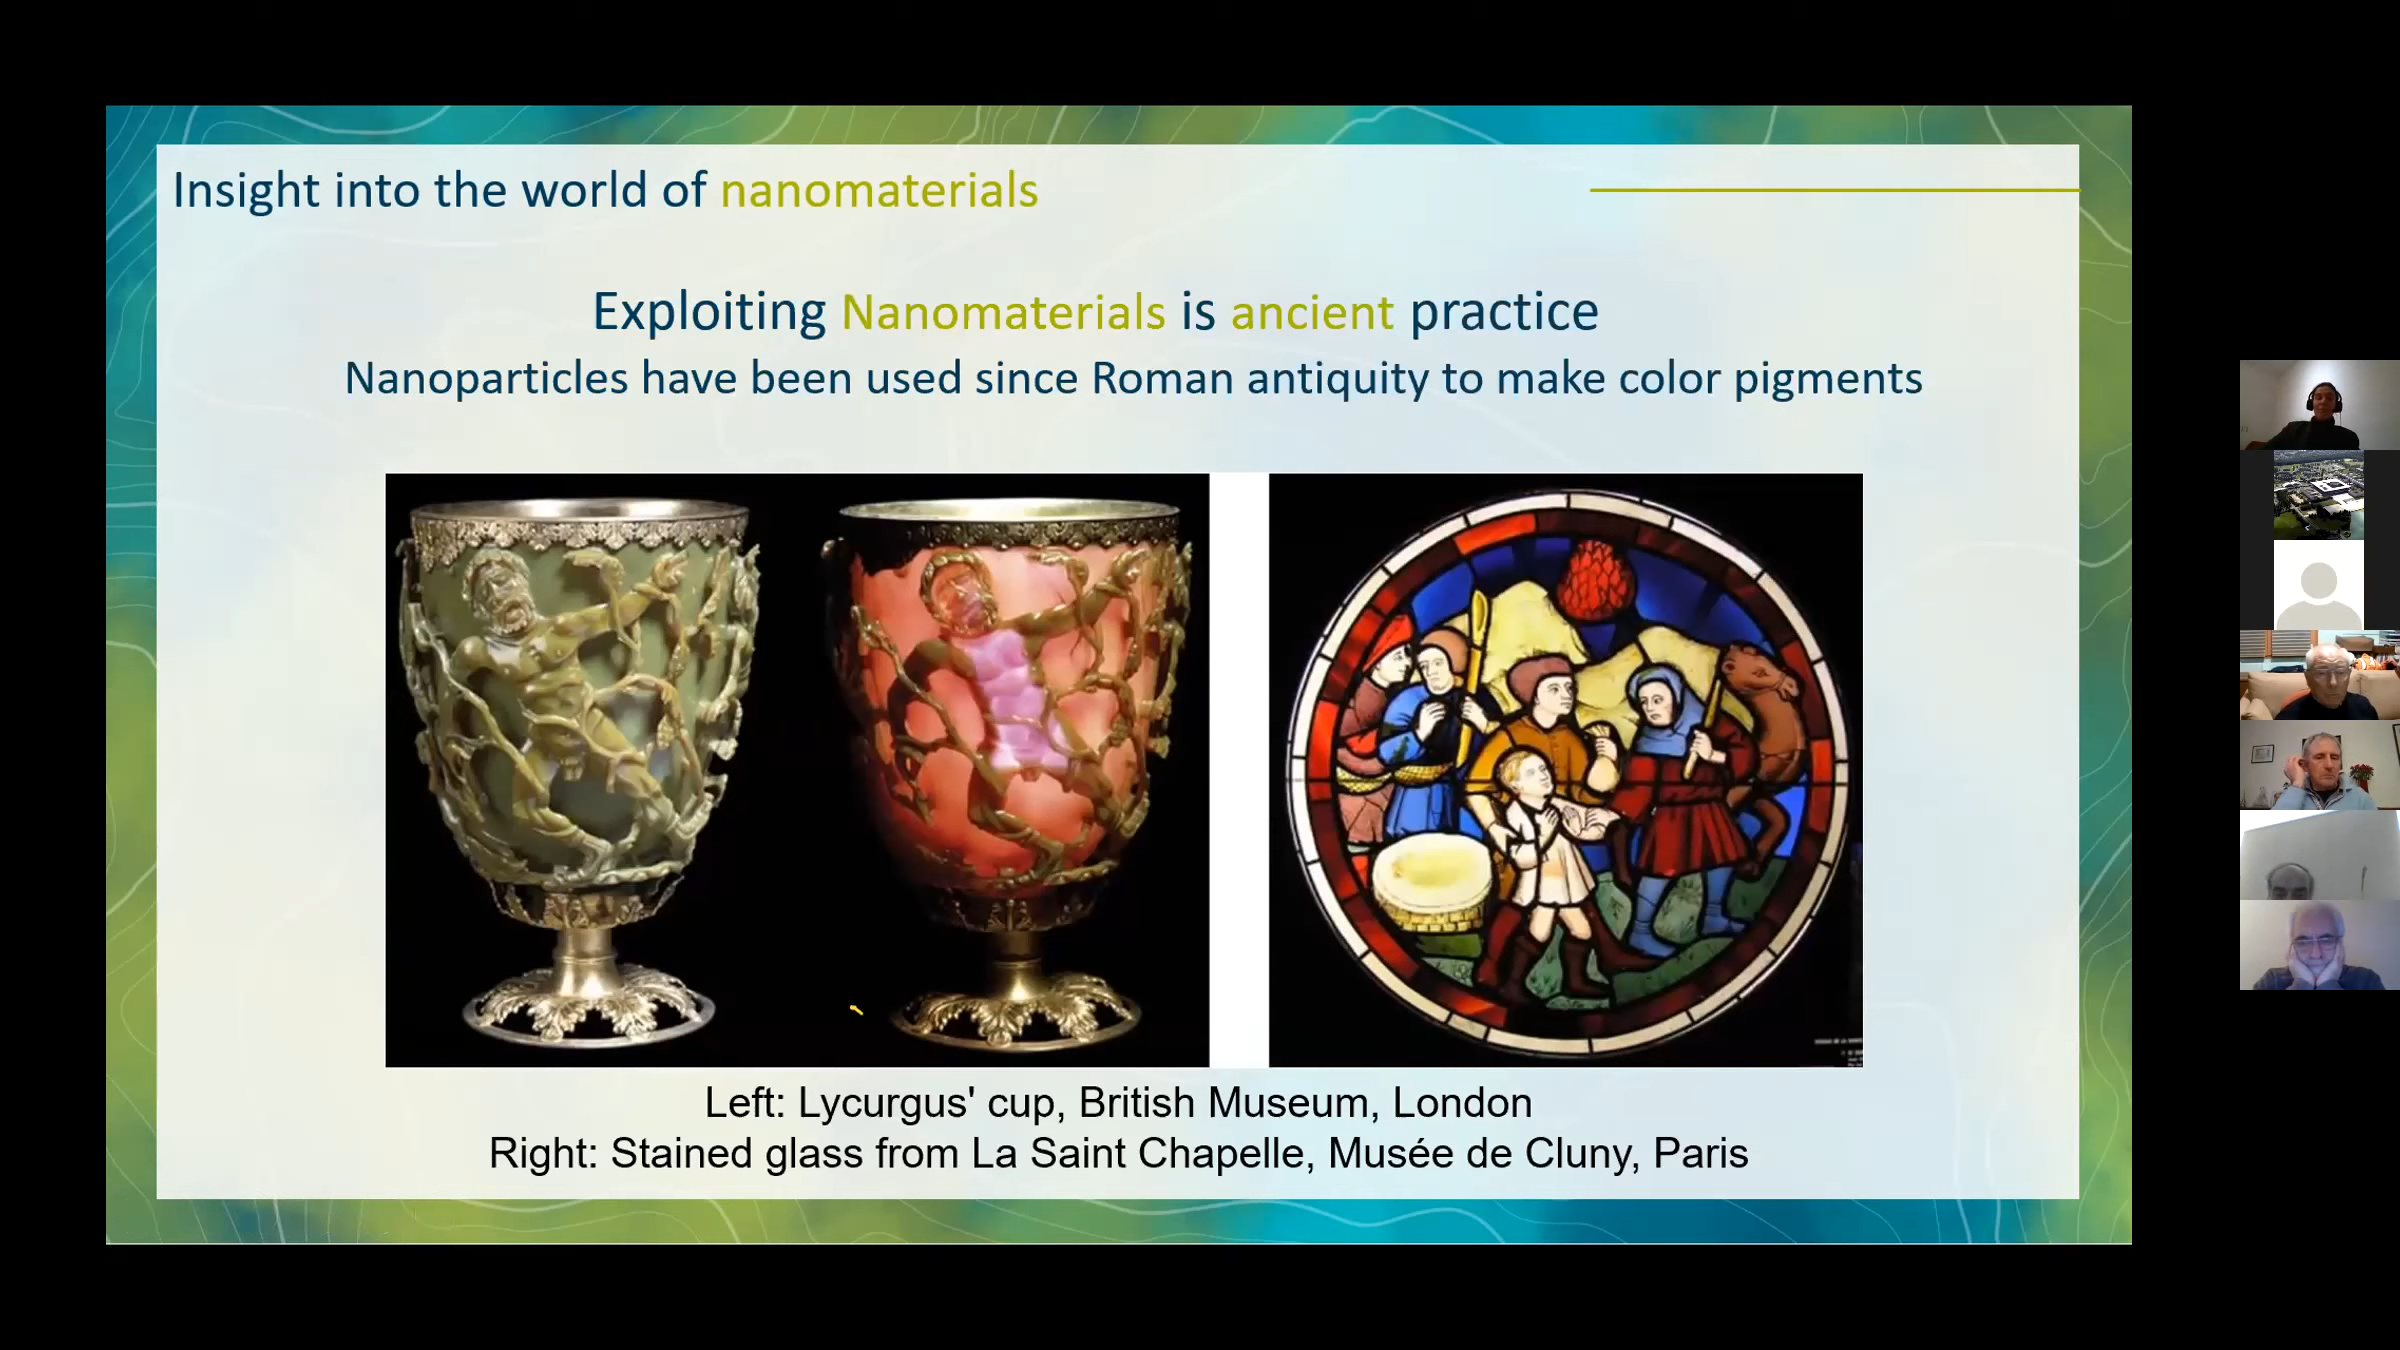 Insight into the world of nanomaterials
Exploiting Nanomaterials is ancient practice
Nanoparticles have been used since Roman antiquity to make color pigments
Left: Lycurgus' cup, British Museum, London
Right: Stained glass from La Saint Chapelle, Musée de Cluny, Paris